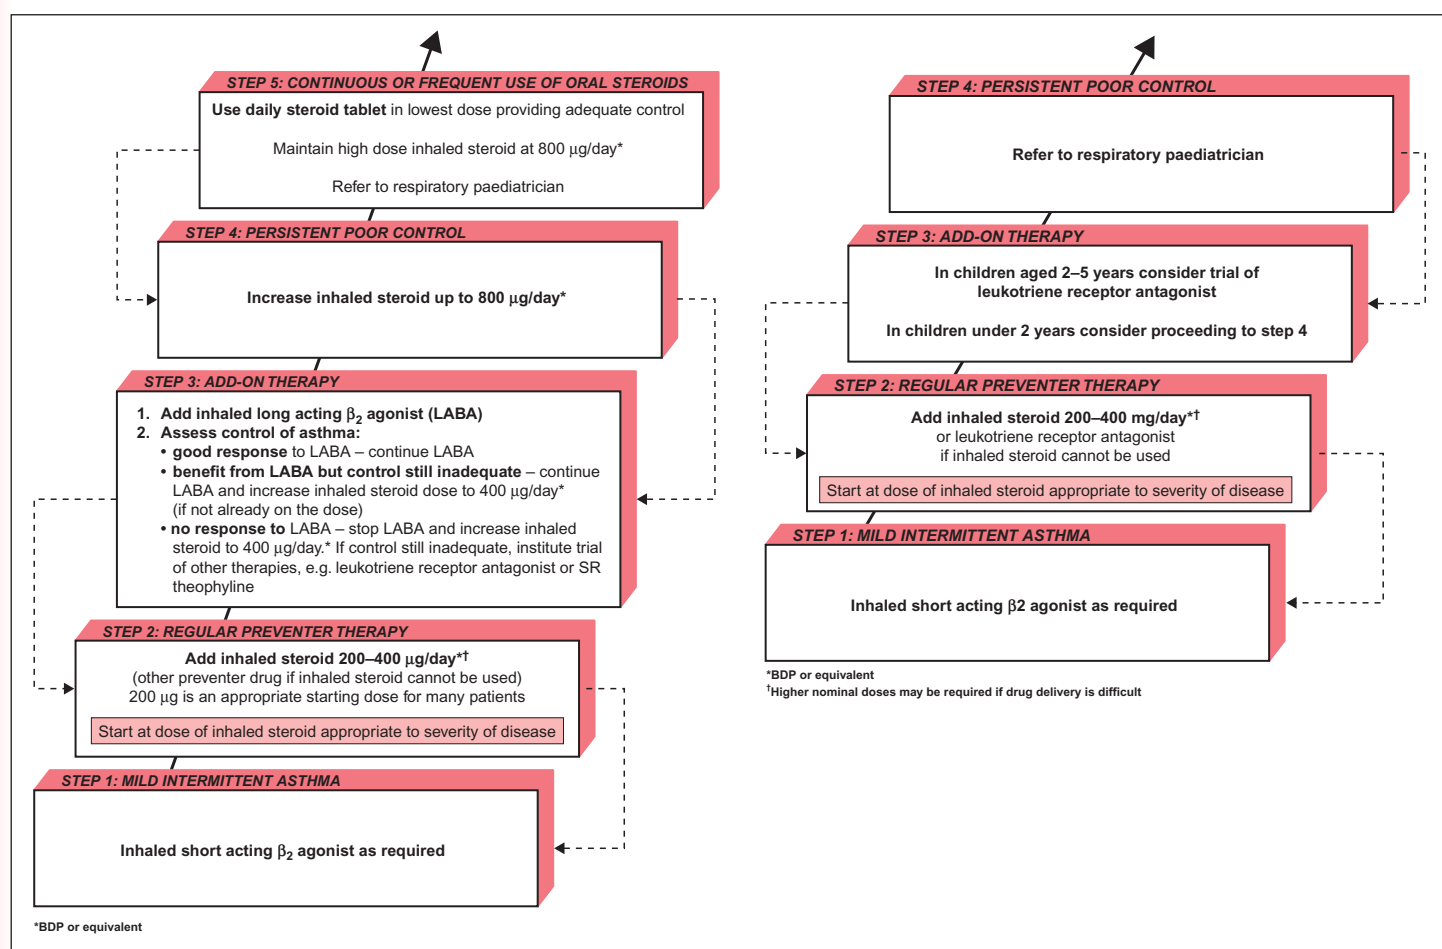 STEP 5: CONTINUOUS OR FREQUENT USE OF ORAL STEROIDS
Use daily steroid tablet in lowest dose providing adequate control
Maintain high dose inhaled steroid at 800 μg/day*
Refer to respiratory paediatrician
STEP 4: PERSISTENT POOR CONTROL
Increase inhaled steroid up to 800 μg/day*
STEP 3: ADD-ON THERAPY
1. Add inhaled long acting β2 agonist (LABA)
2. Assess control of asthma:
• good response to LABA – continue LABA
• benefit from LABA but control still inadequate – continue
LABA and increase inhaled steroid dose to 400 μg/day*
(if not already on the dose)
• no response to LABA – stop LABA and increase inhaled
steroid to 400 μg/day.* If control still inadequate, institute trial
of other therapies, e.g. leukotriene receptor antagonist or SR
theophyline
STEP 2: REGULAR PREVENTER THERAPY
Add inhaled steroid 200–400 μg/day*†
(other preventer drug if inhaled steroid cannot be used)
200 μg is an appropriate starting dose for many patients
Start at dose of inhaled steroid appropriate to severity of disease
STEP 1: MILD INTERMITTENT ASTHMA
Inhaled short acting β2 agonist as required
*BDP or equivalent
STEP 4: PERSISTENT POOR CONTROL
Refer to respiratory paediatrician
STEP 3: ADD-ON THERAPY
In children aged 2–5 years consider trial of
leukotriene receptor antagonist
In children under 2 years consider proceeding to step 4
STEP 2: REGULAR PREVENTER THERAPY
Add inhaled steroid 200–400 mg/day*†
or leukotriene receptor antagonist
if inhaled steroid cannot be used
Start at dose of inhaled steroid appropriate to severity of disease
STEP 1: MILD INTERMITTENT ASTHMA
Inhaled short acting β2 agonist as required
*BDP or equivalent
†Higher nominal doses may be required if drug delivery is difficult